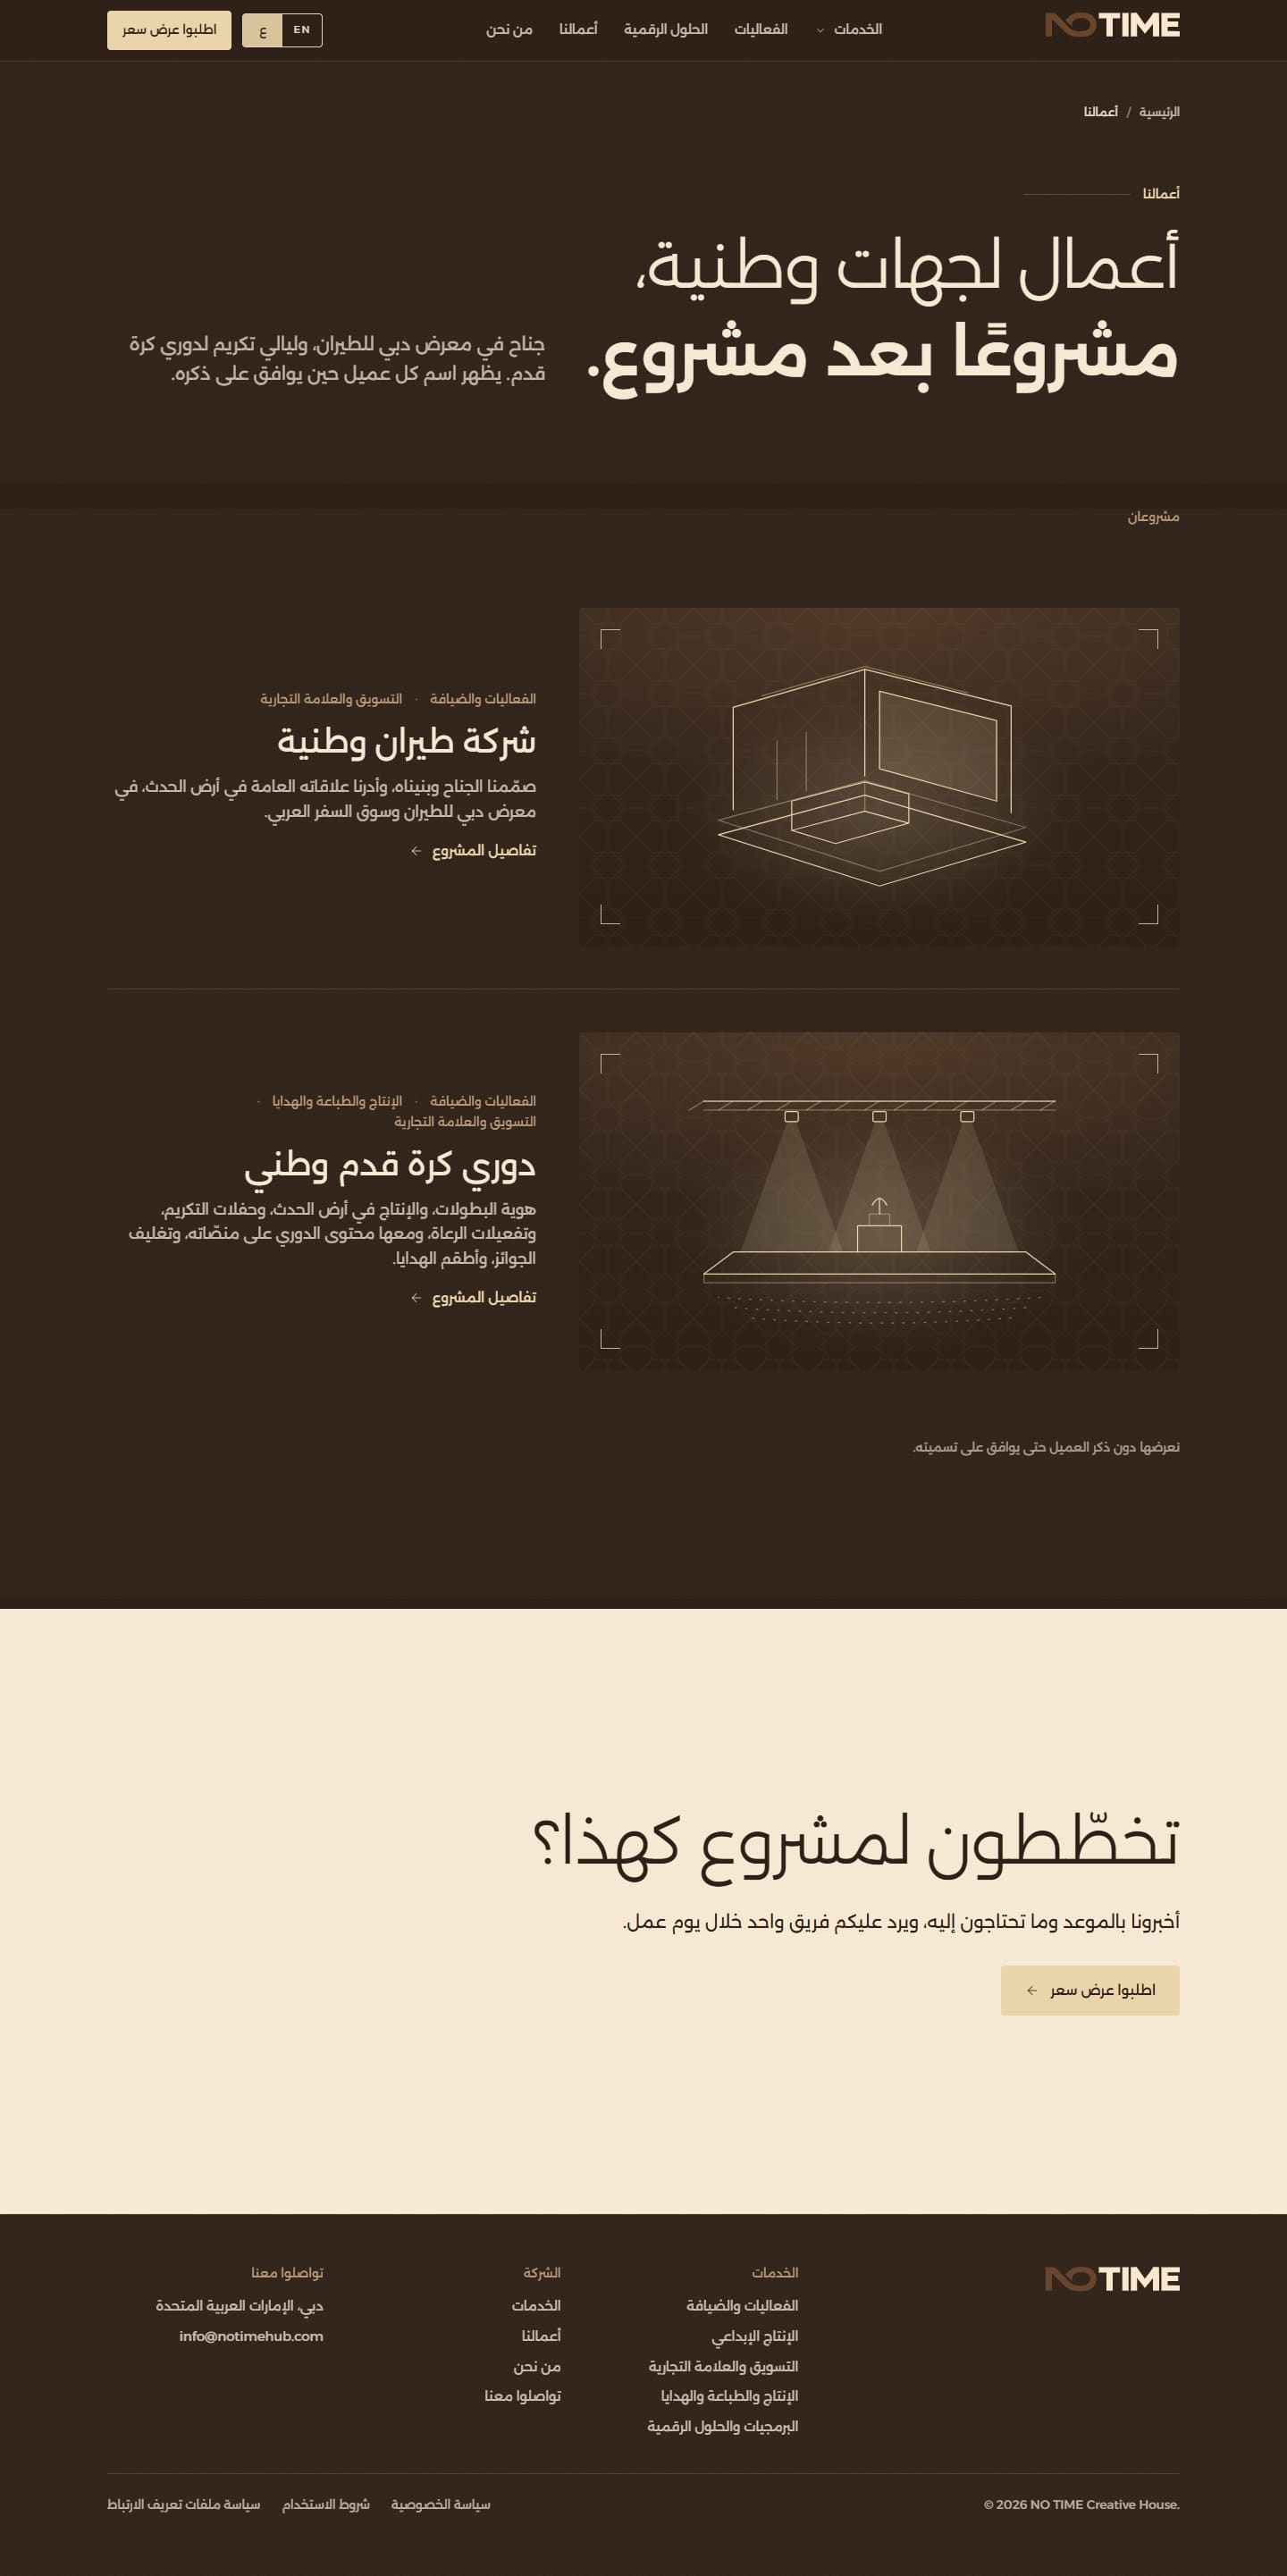 NO TIME
الخدمات
الفعاليات
الحلول الرقمية
أعمالنا
من نحن
EN
ع
اطلبوا عرض سعر
الرئيسية / أعمالنا
أعمالنا
أعمال لجهات وطنية،
مشروعًا بعد مشروع.
جناح في معرض دبي للطيران، وليالي تكريم لدوري كرة
قدم. يظهر اسم كل عميل حين يوافق على ذكره.
مشروعان
الفعاليات والضيافة · التسويق والعلامة التجارية
شركة طيران وطنية
صمّمنا الجناح وبنيناه، وأدرنا علاقاته العامة في أرض الحدث، في
معرض دبي للطيران وسوق السفر العربي.
تفاصيل المشروع ←
الفعاليات والضيافة · الإنتاج والطباعة والهدايا ·
التسويق والعلامة التجارية
دوري كرة قدم وطني
هوية البطولات، والإنتاج في أرض الحدث، وحفلات التكريم،
وتفعيلات الرعاة، ومعها محتوى الدوري على منصّاته، وتغليف
الجوائز، وأطقم الهدايا.
تفاصيل المشروع ←
نعرضها دون ذكر العميل حتى يوافق على تسميته.
تخطّطون لمشروع كهذا؟
أخبرونا بالموعد وما تحتاجون إليه، ويرد عليكم فريق واحد خلال يوم عمل.
اطلبوا عرض سعر ←
NO TIME
الخدمات
الفعاليات والضيافة
الإنتاج الإبداعي
التسويق والعلامة التجارية
الإنتاج والطباعة والهدايا
البرمجيات والحلول الرقمية
الشركة
الخدمات
أعمالنا
من نحن
تواصلوا معنا
تواصلوا معنا
دبي، الإمارات العربية المتحدة
info@notimehub.com
© 2026 NO TIME Creative House.
سياسة الخصوصية
شروط الاستخدام
سياسة ملفات تعريف الارتباط